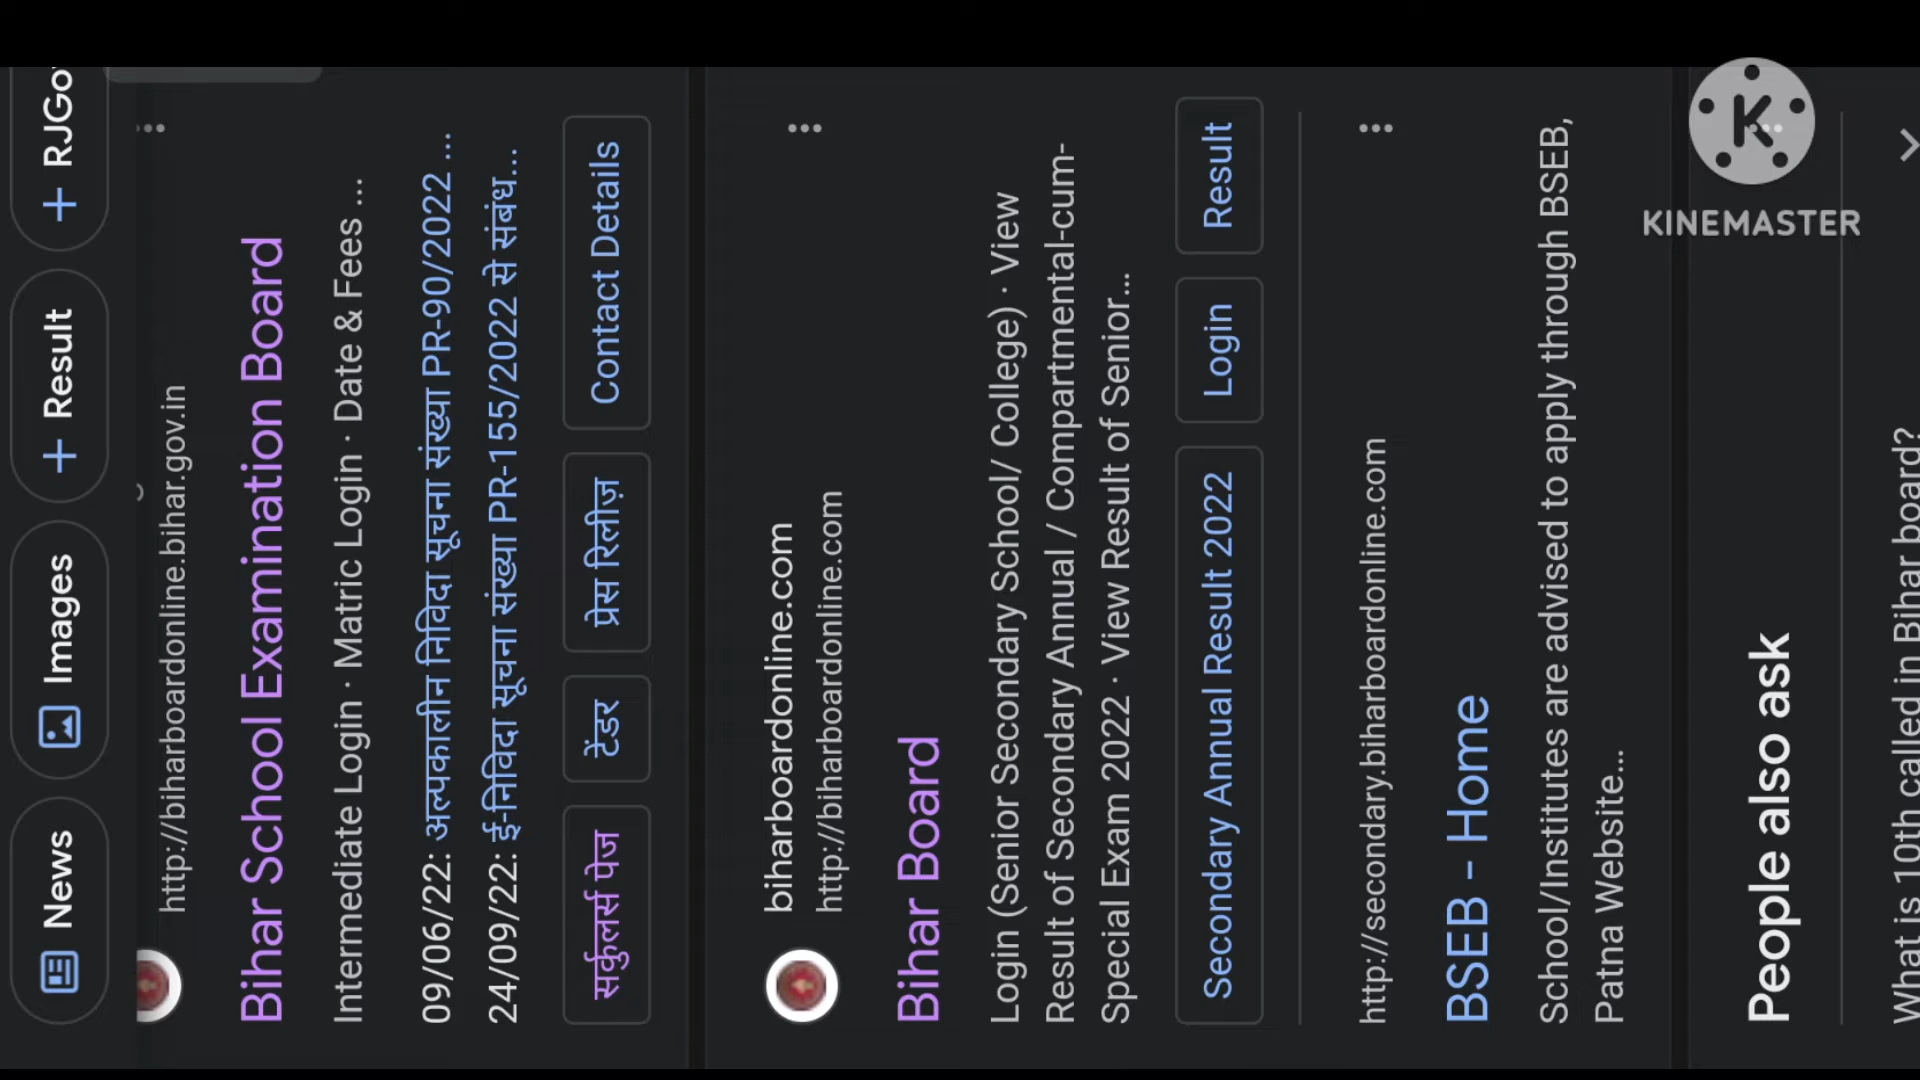 News
Images
Result
RJGo
http://biharboardonline.bihar.gov.in
Bihar School Examination Board
Intermediate Login · Matric Login · Date & Fees ...
09/06/22: अल्पकालीन निविदा सूचना संख्या PR-90/2022 ...
24/09/22: ई-निविदा सूचना संख्या PR-155/2022 से संबंध...
सर्कुलर्स पेज
टेंडर
प्रेस रिलीज़
Contact Details
biharboardonline.com
http://biharboardonline.com
Bihar Board
Login (Senior Secondary School/ College) · View
Result of Secondary Annual / Compartmental-cum-
Special Exam 2022 · View Result of Senior...
Secondary Annual Result 2022
Login
Result
http://secondary.biharboardonline.com
BSEB - Home
School/Institutes are advised to apply through BSEB,
Patna Website...
People also ask
What is 10th called in Bihar board?
K
KINEMASTER